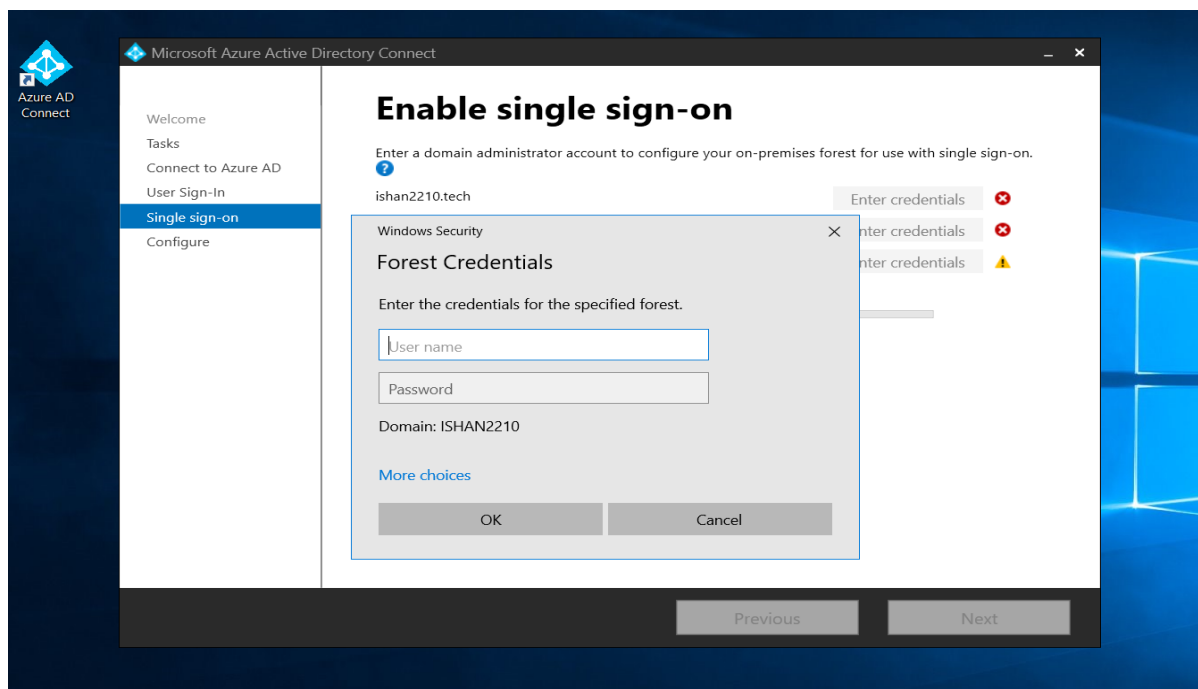 Azure AD
Connect
Microsoft Azure Active Directory Connect
Welcome
Tasks
Connect to Azure AD
User Sign-In
Single sign-on
Configure
Enable single sign-on
Enter a domain administrator account to configure your on-premises forest for use with single sign-on.
?
ishan2210.tech
Enter credentials
nter credentials
nter credentials
Windows Security
Forest Credentials
Enter the credentials for the specified forest.
User name
Password
Domain: ISHAN2210
More choices
OK
Cancel
Previous
Next